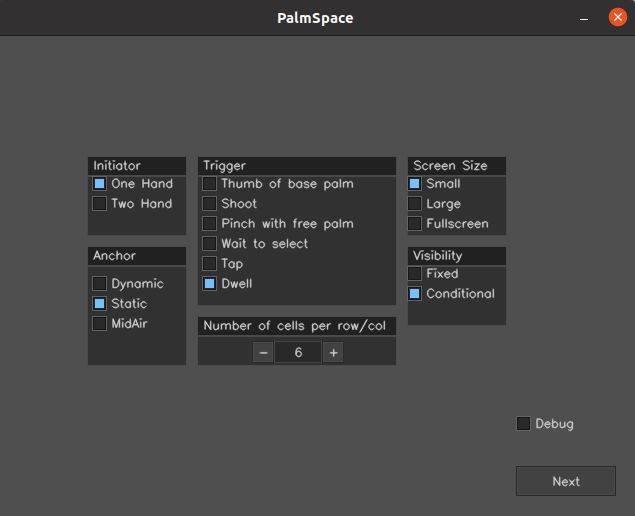 PalmSpace
Initiator
One Hand
Two Hand
Anchor
Dynamic
Static
MidAir
Trigger
Thumb of base palm
Shoot
Pinch with free palm
Wait to select
Tap
Dwell
Number of cells per row/col
− 6 +
Screen Size
Small
Large
Fullscreen
Visibility
Fixed
Conditional
Debug
Next